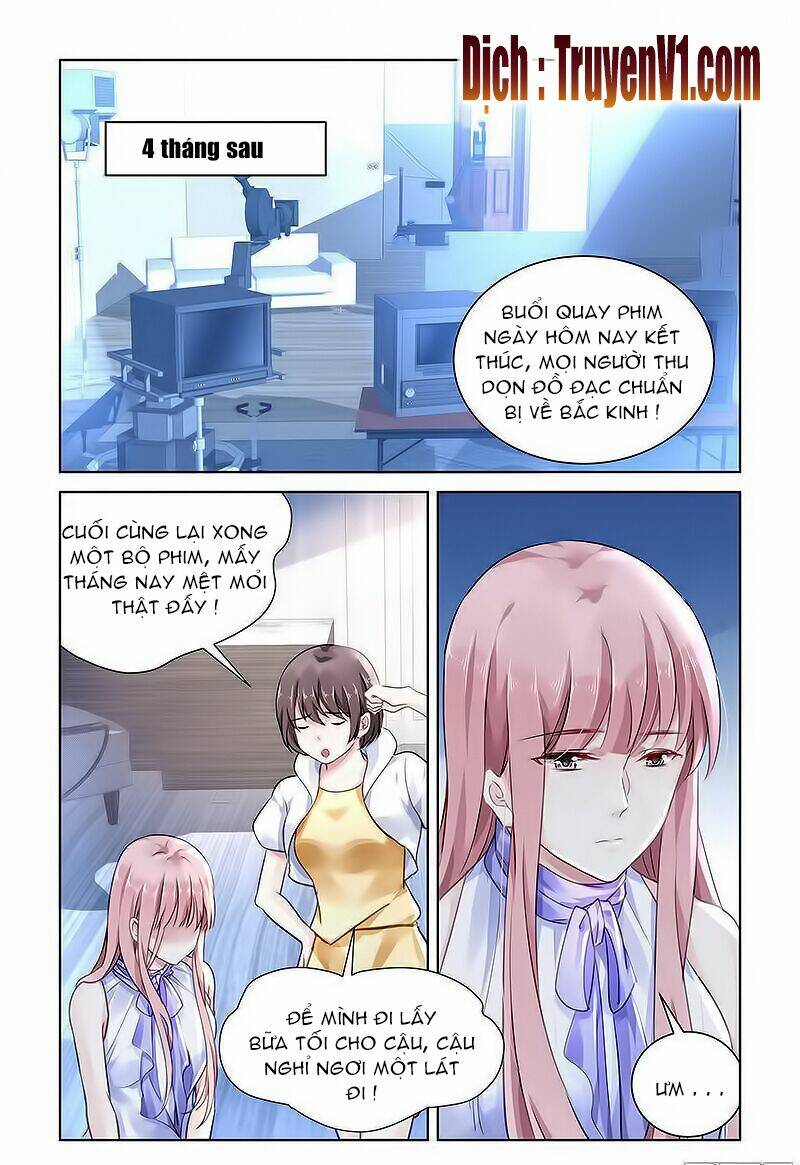 Dịch : TruyenV1.com
4 tháng sau
BUỔI QUAY PHIM
NGÀY HÔM NAY KẾT
THÚC, MỌI NGƯỜI THU
DỌN ĐỒ ĐẠC CHUẨN
BỊ VỀ BẮC KINH !
CUỐI CÙNG LẠI XONG
MỘT BỘ PHIM, MẤY
THÁNG NAY MỆT MỎI
THẬT ĐẤY !
ĐỂ MÌNH ĐI LẤY
BỮA TỐI CHO CẬU, CẬU
NGHỈ NGƠI MỘT LÁT
ĐI !
ƯM . . .